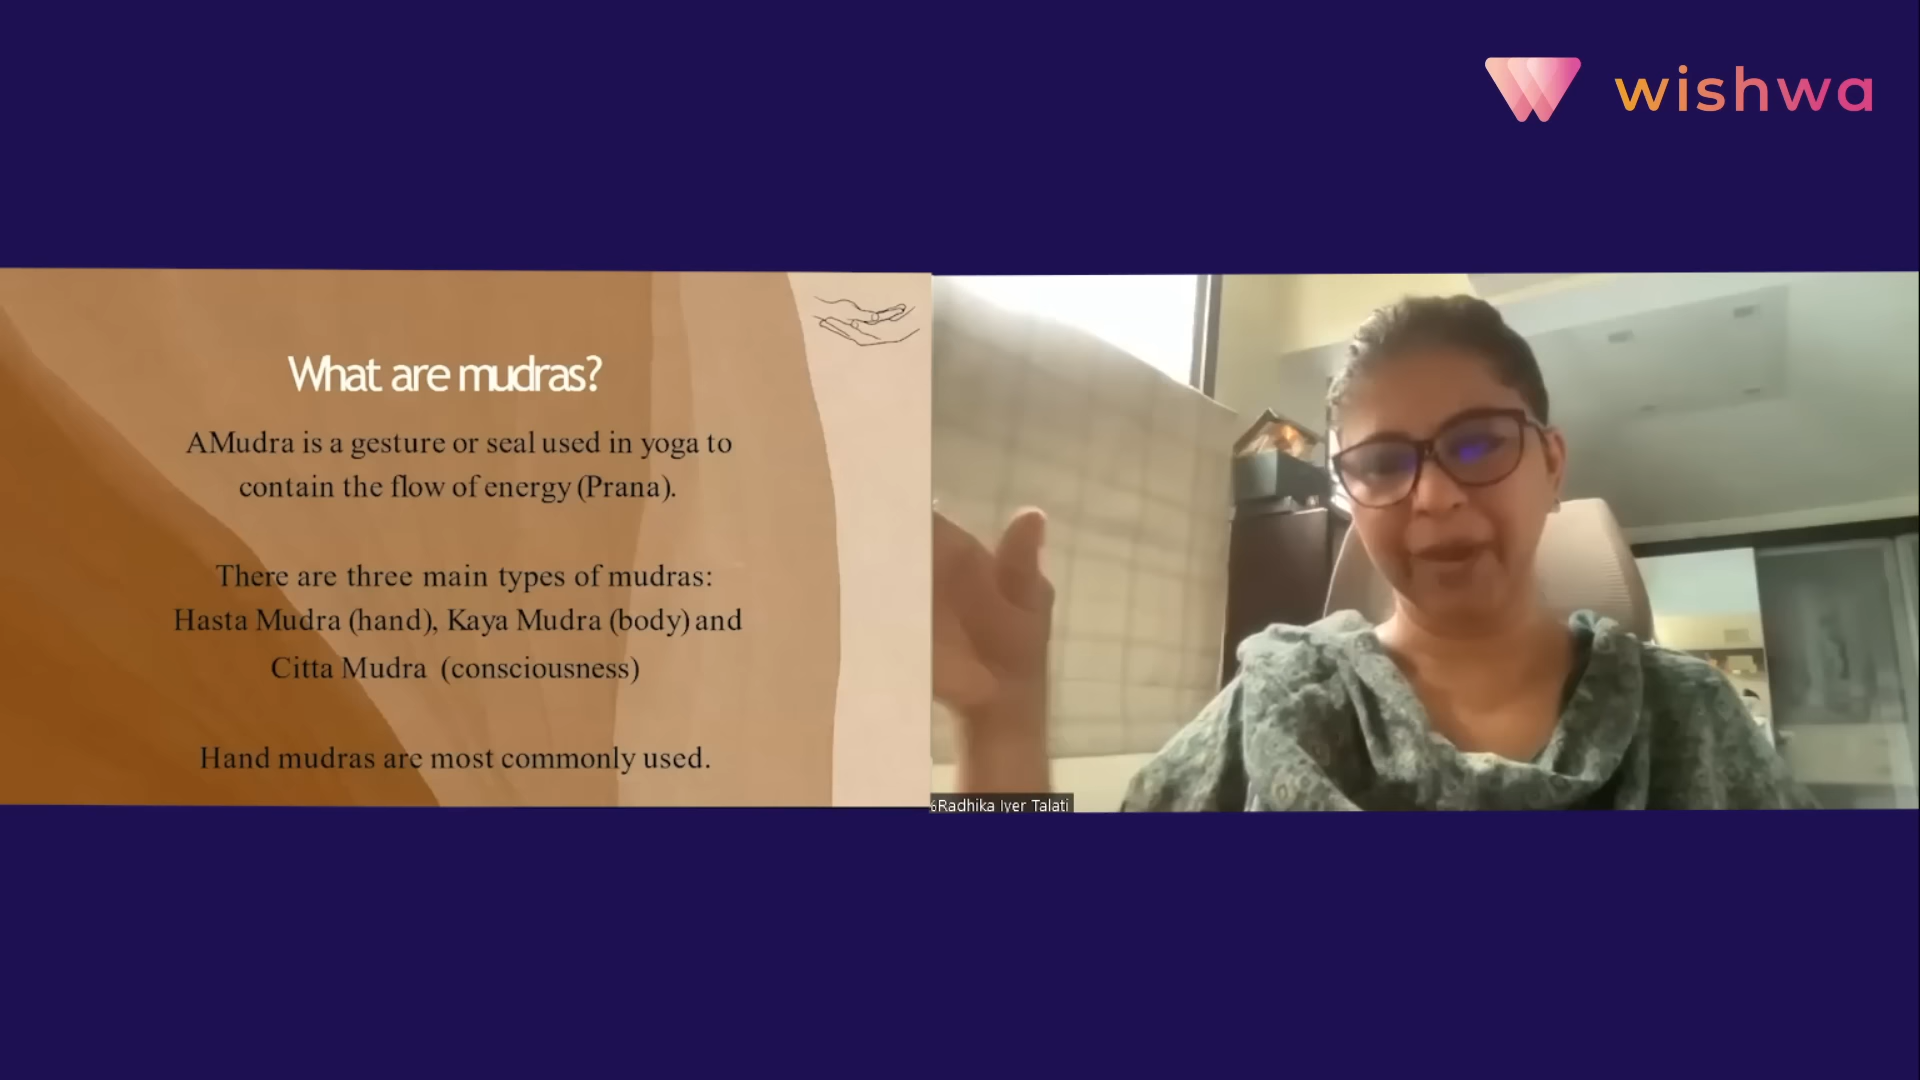 wishwa
What are mudras?
AMudra is a gesture or seal used in yoga to
contain the flow of energy (Prana).
There are three main types of mudras:
Hasta Mudra (hand), Kaya Mudra (body) and
Citta Mudra (consciousness)
Hand mudras are most commonly used.
Radhika Iyer Talati